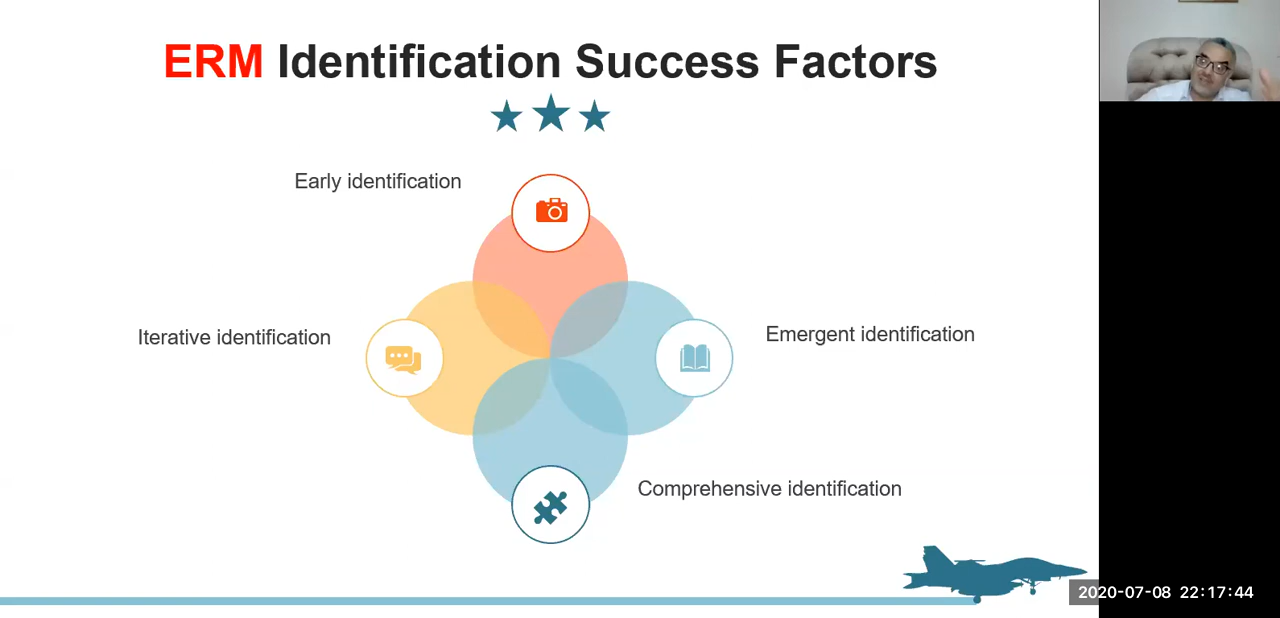 ERM Identification Success Factors
Early identification
Iterative identification
Emergent identification
Comprehensive identification
2020-07-08 22:17:44